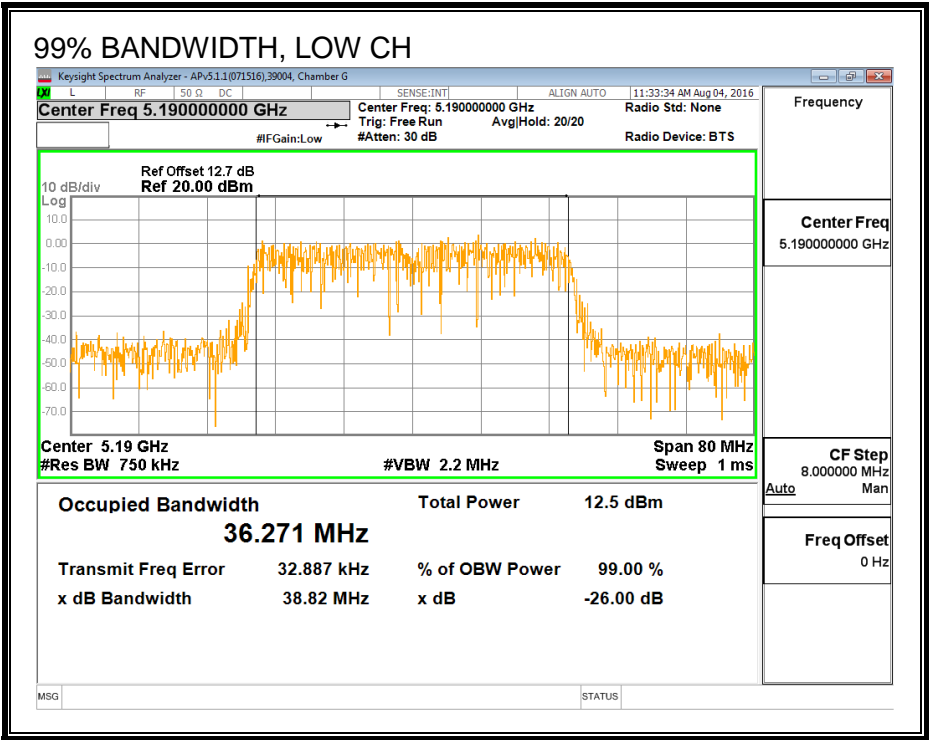 99% BANDWIDTH, LOW CH
Keysight Spectrum Analyzer - APv5.1.1(071516),39004, Chamber G
LXI L RF 50 Ω DC SENSE:INT ALIGN AUTO 11:33:34 AM Aug 04, 2016
Center Freq 5.190000000 GHz
Center Freq: 5.190000000 GHz
Radio Std: None
Trig: Free Run Avg|Hold: 20/20
#IFGain:Low
#Atten: 30 dB
Radio Device: BTS
Ref Offset 12.7 dB
10 dB/div Ref 20.00 dBm
Log
10.0
0.00
-10.0
-20.0
-30.0
-40.0
-50.0
-60.0
-70.0
Center 5.19 GHz Span 80 MHz
#Res BW 750 kHz #VBW 2.2 MHz Sweep 1 ms
Occupied Bandwidth Total Power 12.5 dBm
36.271 MHz
Transmit Freq Error 32.887 kHz % of OBW Power 99.00 %
x dB Bandwidth 38.82 MHz x dB -26.00 dB
MSG STATUS
Frequency
Center Freq
5.190000000 GHz
CF Step
8.000000 MHz
Auto Man
Freq Offset
0 Hz